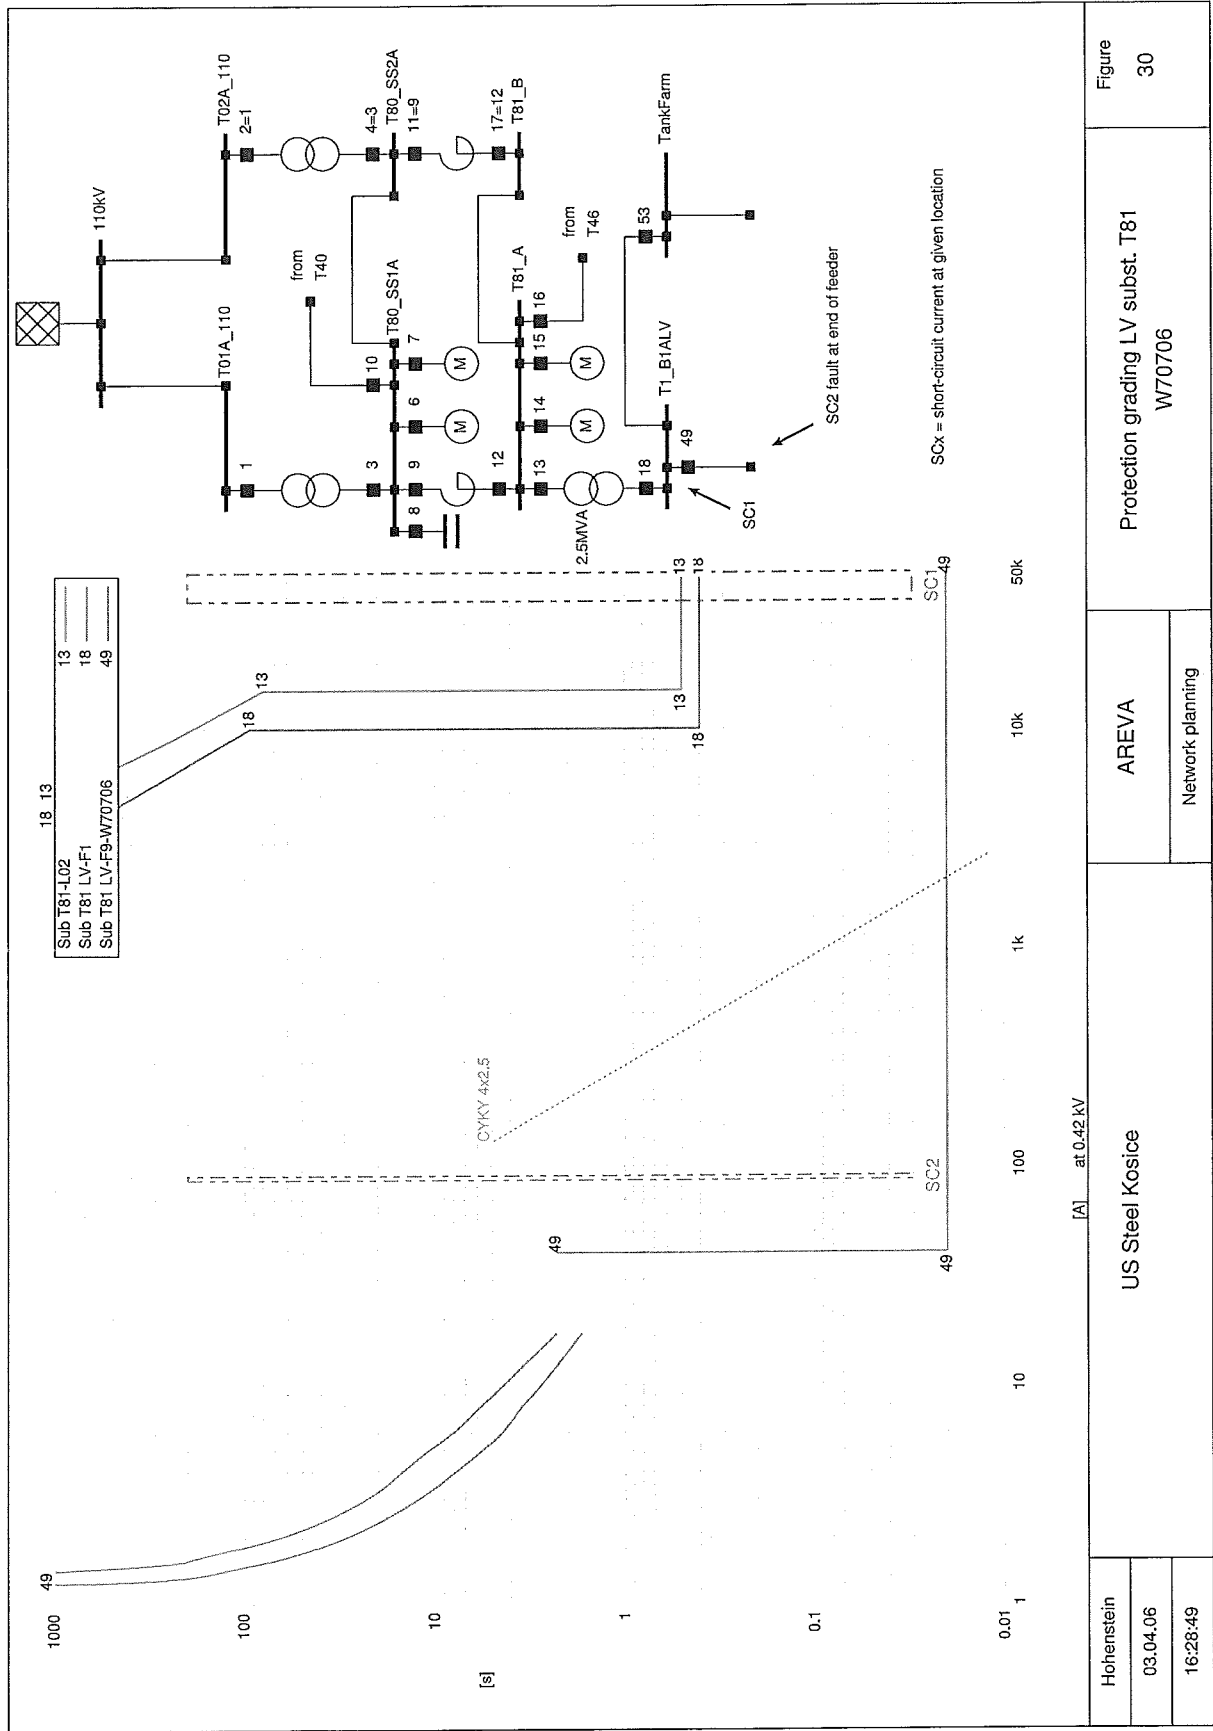 18 13
Sub T81-L02 13
Sub T81 LV-F1 18
Sub T81 LV-F9-W70706 49
49
1000
100
10
1
0.1
0.01
[s]
18
13
13
18
13
18
49
49
49
49
CYKY 4x2.5
SC2
SC1
1
10
100
1k
10k
50k
[A] at 0.42 kV
110kV
T01A_110
T02A_110
1
2=1
3
4=3
from
T40
T80_SS1A
T80_SS2A
8
9
6
10
7
11=9
M
M
12
17=12
T81_A
T81_B
13
14
15
16
from
T46
M
M
2.5MVA
18
T1_B1ALV
49
53
TankFarm
SC1
SC2 fault at end of feeder
SCx = short-circuit current at given location
Hohenstein
03.04.06
16:28:49
US Steel Kosice
AREVA
Network planning
Protection grading LV subst. T81
W70706
Figure
30